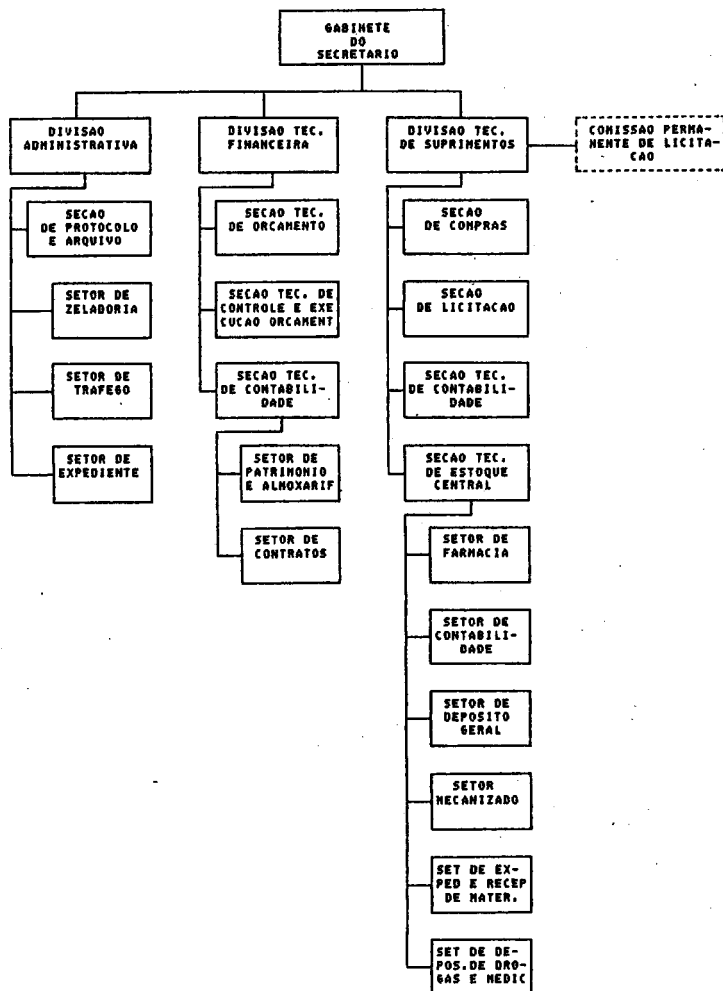 GABINETE
DO
SECRETARIO
DIVISAO
ADMINISTRATIVA
DIVISAO TEC.
FINANCEIRA
DIVISAO TEC.
DE SUPRIMENTOS
COMISSAO PERMA-
NENTE DE LICITA-
CAO
SECAO
DE PROTOCOLO
E ARQUIVO
SETOR DE
ZELADORIA
SETOR DE
TRAFEGO
SETOR DE
EXPEDIENTE
SECAO TEC.
DE ORCAMENTO
SECAO TEC. DE
CONTROLE E EXE
CUCAO ORCAMENT
SECAO TEC.
DE CONTABILI-
DADE
SETOR DE
PATRIMONIO
E ALMOXARIF
SETOR DE
CONTRATOS
SECAO
DE COMPRAS
SECAO
DE LICITACAO
SECAO TEC.
DE CONTABILI-
DADE
SECAO TEC.
DE ESTOQUE
CENTRAL
SETOR DE
FARMACIA
SETOR DE
CONTABILI-
DADE
SETOR DE
DEPOSITO
GERAL
SETOR
MECANIZADO
SET DE EX-
PED E RECEP
DE MATER.
SET DE DE-
POS.DE DRO-
GAS E MEDIC